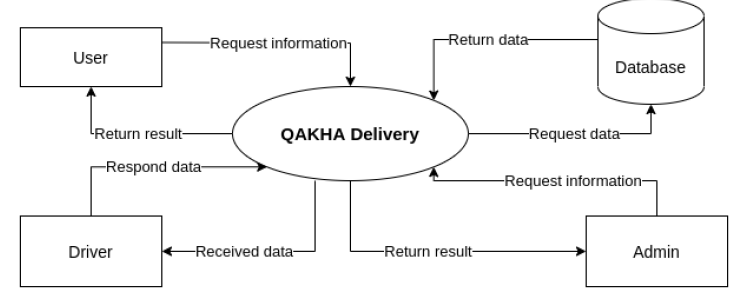 Request information
Return data
User
Database
Return result
QAKHA Delivery
Request data
Respond data
Request information
Driver
Received data
Return result
Admin